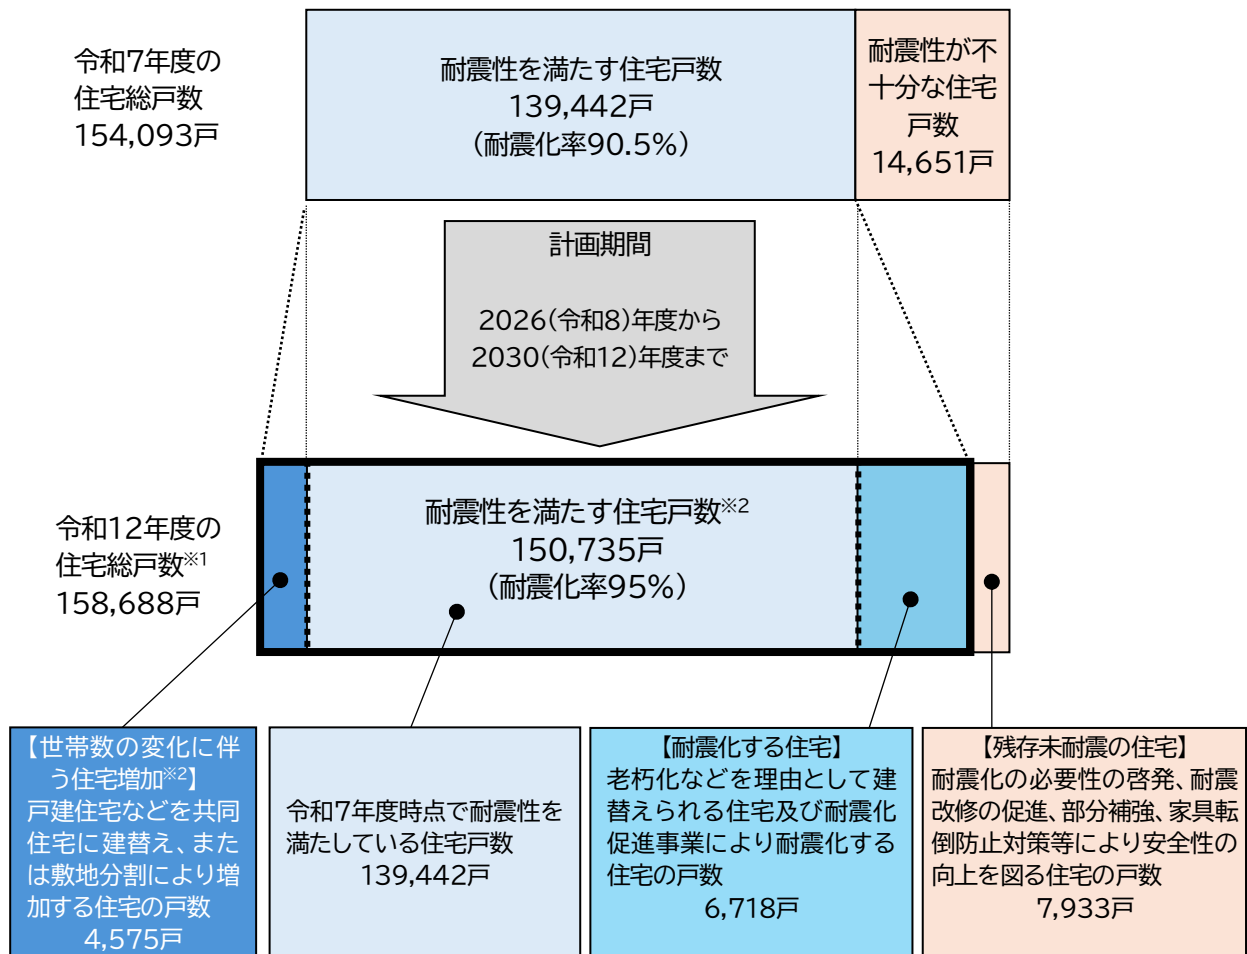 令和7年度の
住宅総戸数
154,093戸
耐震性を満たす住宅戸数
139,442戸
（耐震化率90.5%）
耐震性が不
十分な住宅
戸数
14,651戸
計画期間
2026(令和8)年度から
2030(令和12)年度まで
令和12年度の
住宅総戸数※1
158,688戸
耐震性を満たす住宅戸数※2
150,735戸
（耐震化率95%）
【世帯数の変化に伴
う住宅増加※2】
戸建住宅などを共同
住宅に建替え、また
は敷地分割により増
加する住宅の戸数
4,575戸
令和7年度時点で耐震性を
満たしている住宅戸数
139,442戸
【耐震化する住宅】
老朽化などを理由として建
替えられる住宅及び耐震化
促進事業により耐震化する
住宅の戸数
6,718戸
【残存未耐震の住宅】
耐震化の必要性の啓発、耐震
改修の促進、部分補強、家具転
倒防止対策等により安全性の
向上を図る住宅の戸数
7,933戸